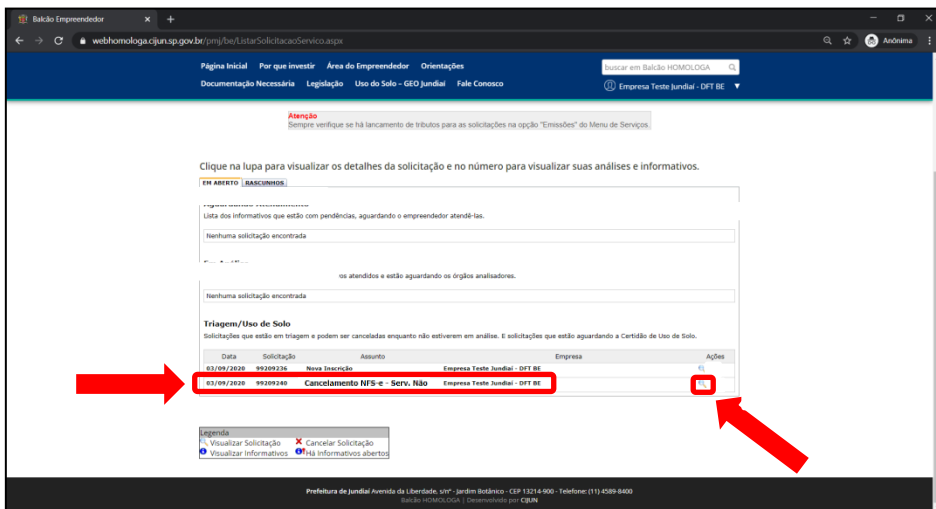 Balcão Empreendedor
webhomologa.cijun.sp.gov.br/pmj/be/ListarSolicitacaoServico.aspx
Anônima
Página Inicial Por que investir Área do Empreendedor Orientações
buscar em Balcão HOMOLOGA
Documentação Necessária Legislação Uso do Solo – GEO Jundiaí Fale Conosco
Empresa Teste Jundiaí - DFT BE ▼
Atenção
Sempre verifique se há lancamento de tributos para as solicitações na opção "Emissões" do Menu de Serviços.
Clique na lupa para visualizar os detalhes da solicitação e no número para visualizar suas análises e informativos.
EM ABERTO RASCUNHOS
Lista dos informativos que estão com pendências, aguardando o empreendedor atendê-las.
Nenhuma solicitação encontrada
os atendidos e estão aguardando os órgãos analisadores.
Nenhuma solicitação encontrada
Triagem/Uso de Solo
Solicitações que estão em triagem e podem ser canceladas enquanto não estiverem em análise. E solicitações que estão aguardando a Certidão de Uso de Solo.
Data Solicitação Assunto Empresa Ações
03/09/2020 99209236 Nova Inscrição Empresa Teste Jundiaí - DFT BE
03/09/2020 99209240 Cancelamento NFS-e - Serv. Não Empresa Teste Jundiaí - DFT BE
Legenda
Visualizar Solicitação Cancelar Solicitação
Visualizar Informativos Há Informativos abertos
Prefeitura de Jundiaí Avenida da Liberdade, s/nº - Jardim Botânico - CEP 13214-900 - Telefone: (11) 4589-8400
Balcão HOMOLOGA | Desenvolvido por CIJUN